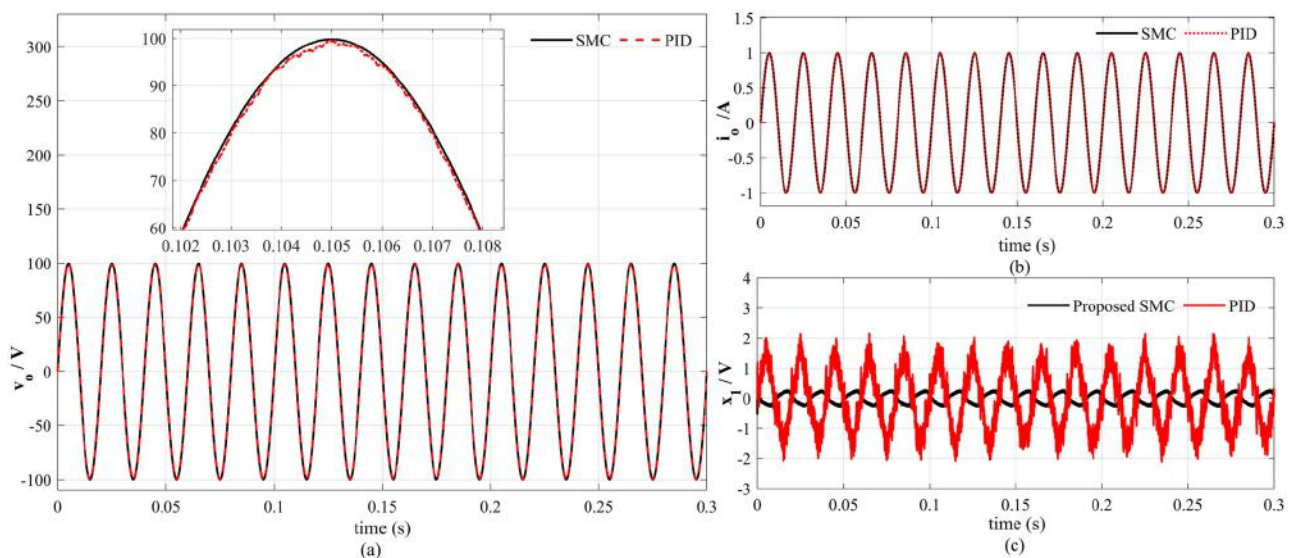 300
250
200
150
100
50
0
-50
-100
v_o / V
100
90
80
70
60
0.102 0.103 0.104 0.105 0.106 0.107 0.108
SMC PID
0 0.05 0.1 0.15 0.2 0.25 0.3
time (s)
(a)
1.5
1
0.5
0
-0.5
-1
i_o /A
SMC PID
0 0.05 0.1 0.15 0.2 0.25 0.3
time (s)
(b)
4
3
2
1
0
-1
-2
-3
x_1 / V
Proposed SMC PID
0 0.05 0.1 0.15 0.2 0.25 0.3
time (s)
(c)